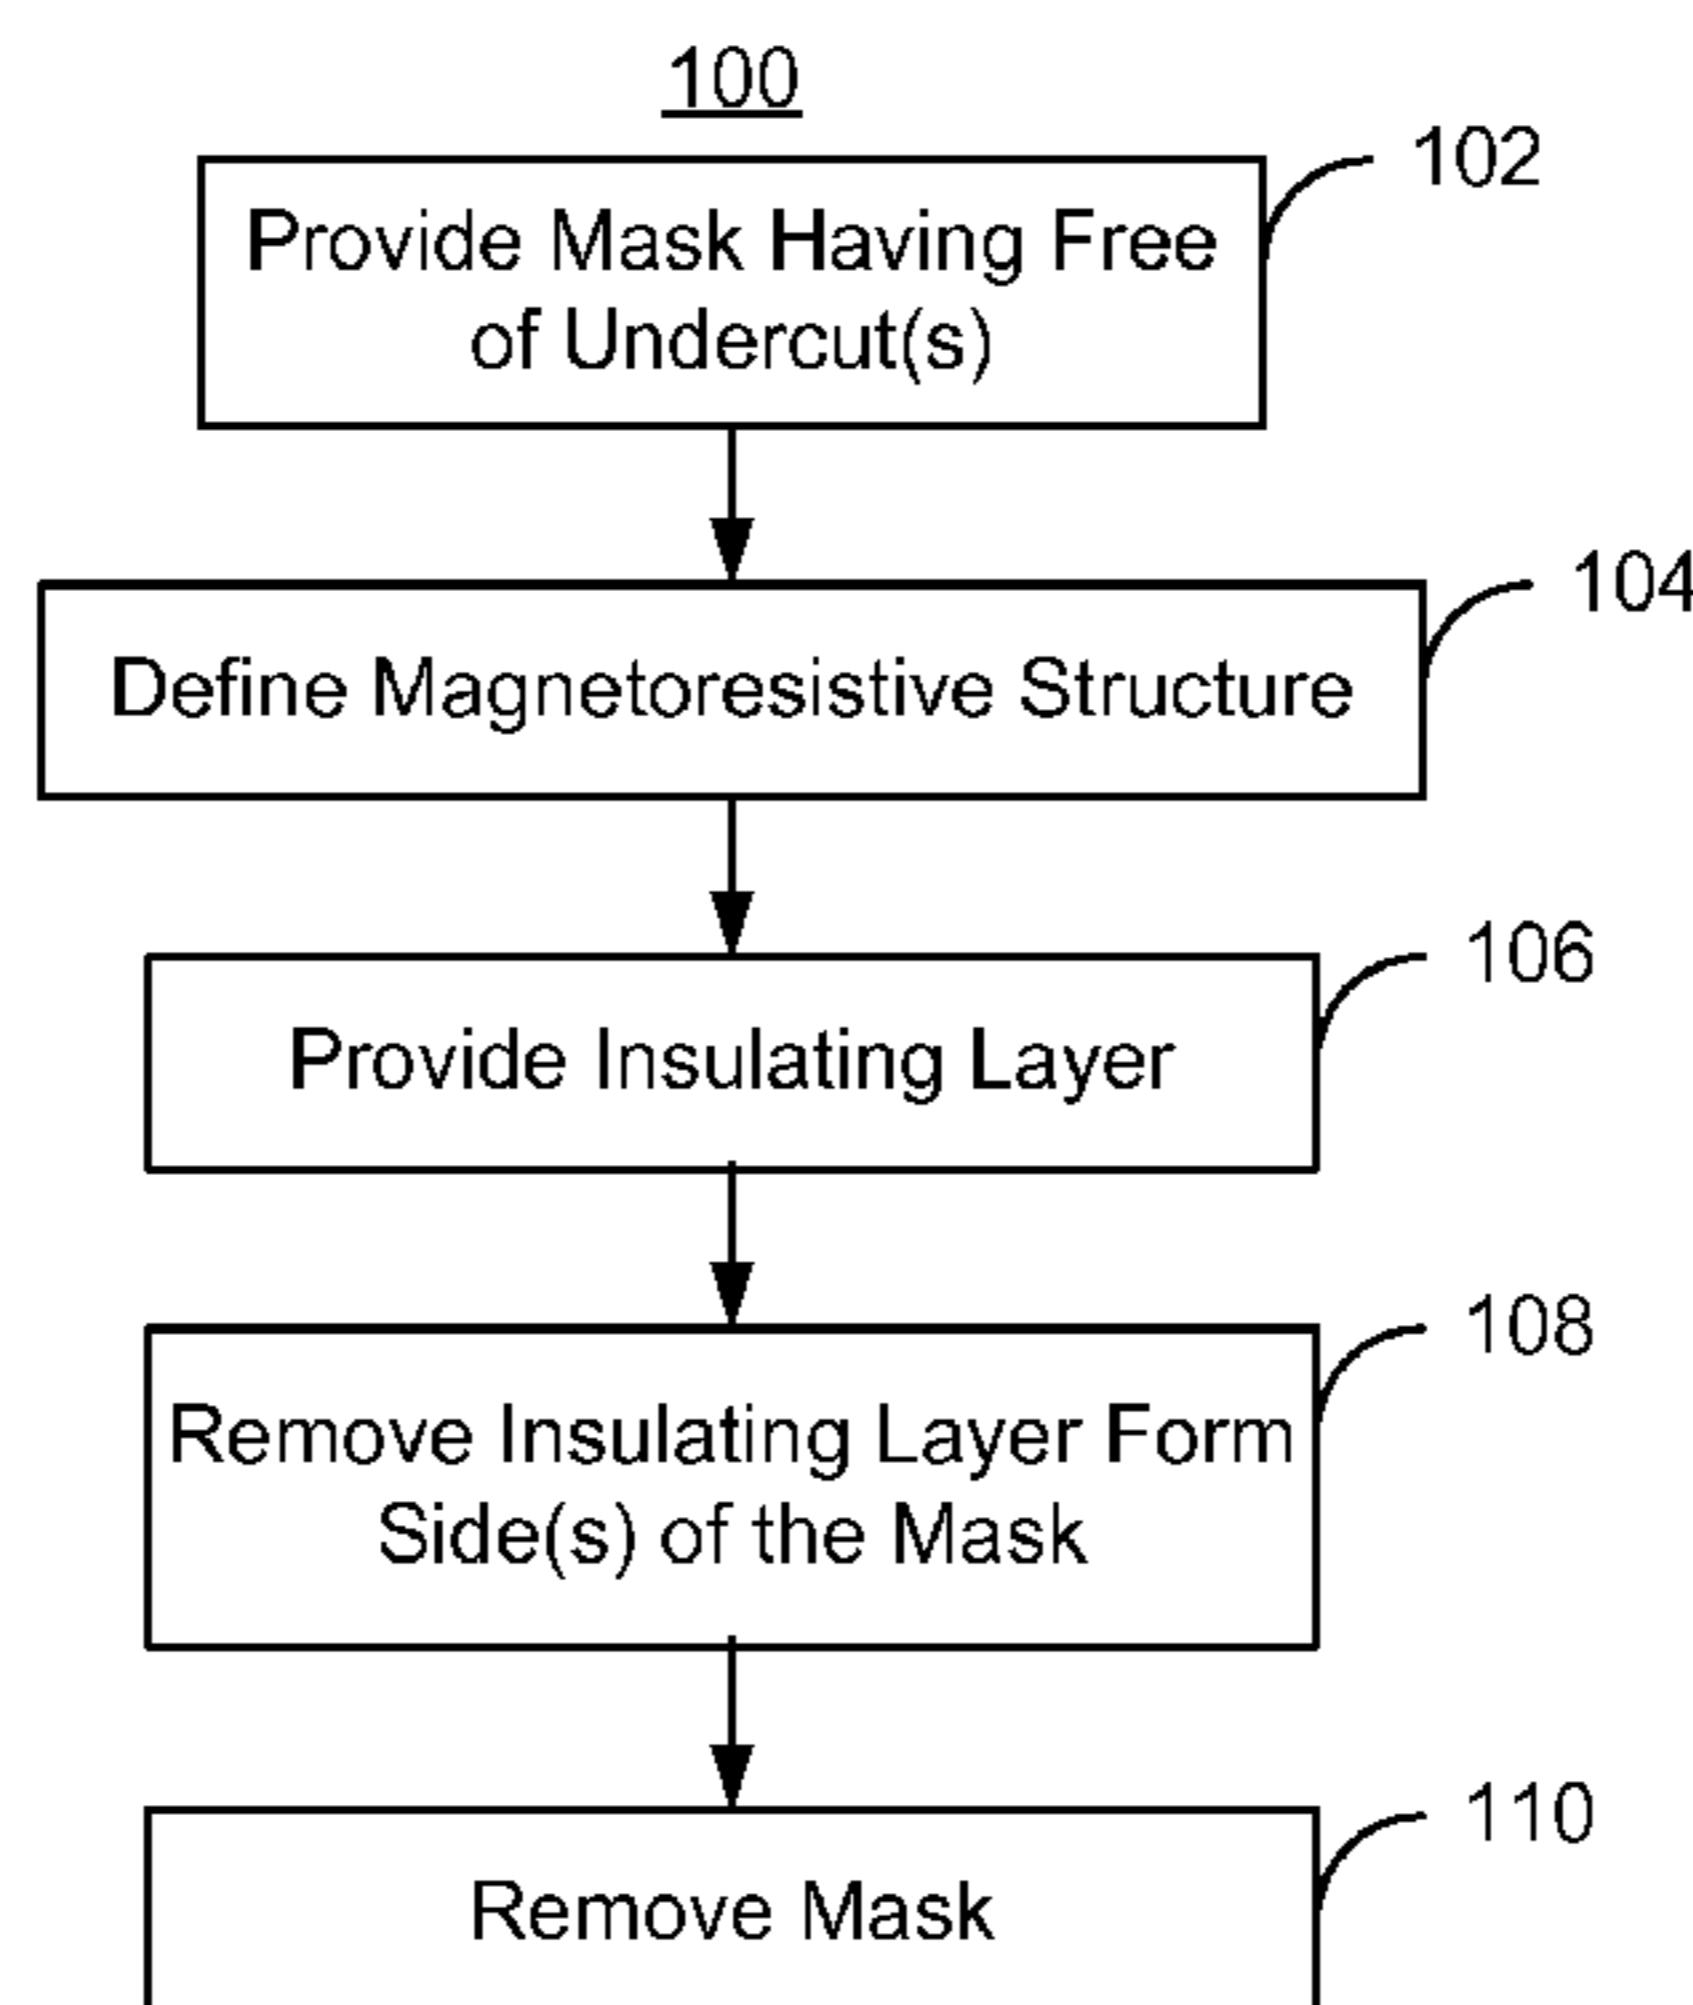 100
102
Provide Mask Having Free
of Undercut(s)
104
Define Magnetoresistive Structure
106
Provide Insulating Layer
108
Remove Insulating Layer Form
Side(s) of the Mask
110
Remove Mask